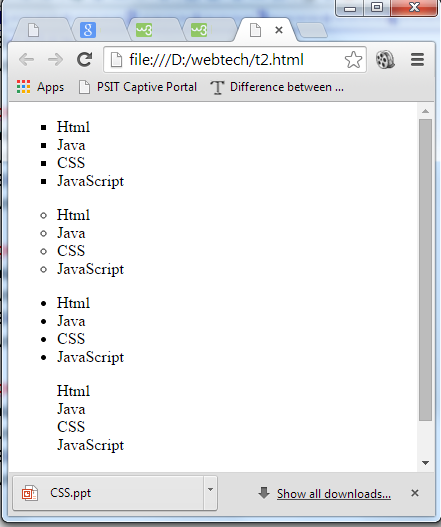 file:///D:/webtech/t2.html
Apps PSIT Captive Portal Difference between ...
Html
Java
CSS
JavaScript
Html
Java
CSS
JavaScript
Html
Java
CSS
JavaScript
Html
Java
CSS
JavaScript
CSS.ppt Show all downloads...